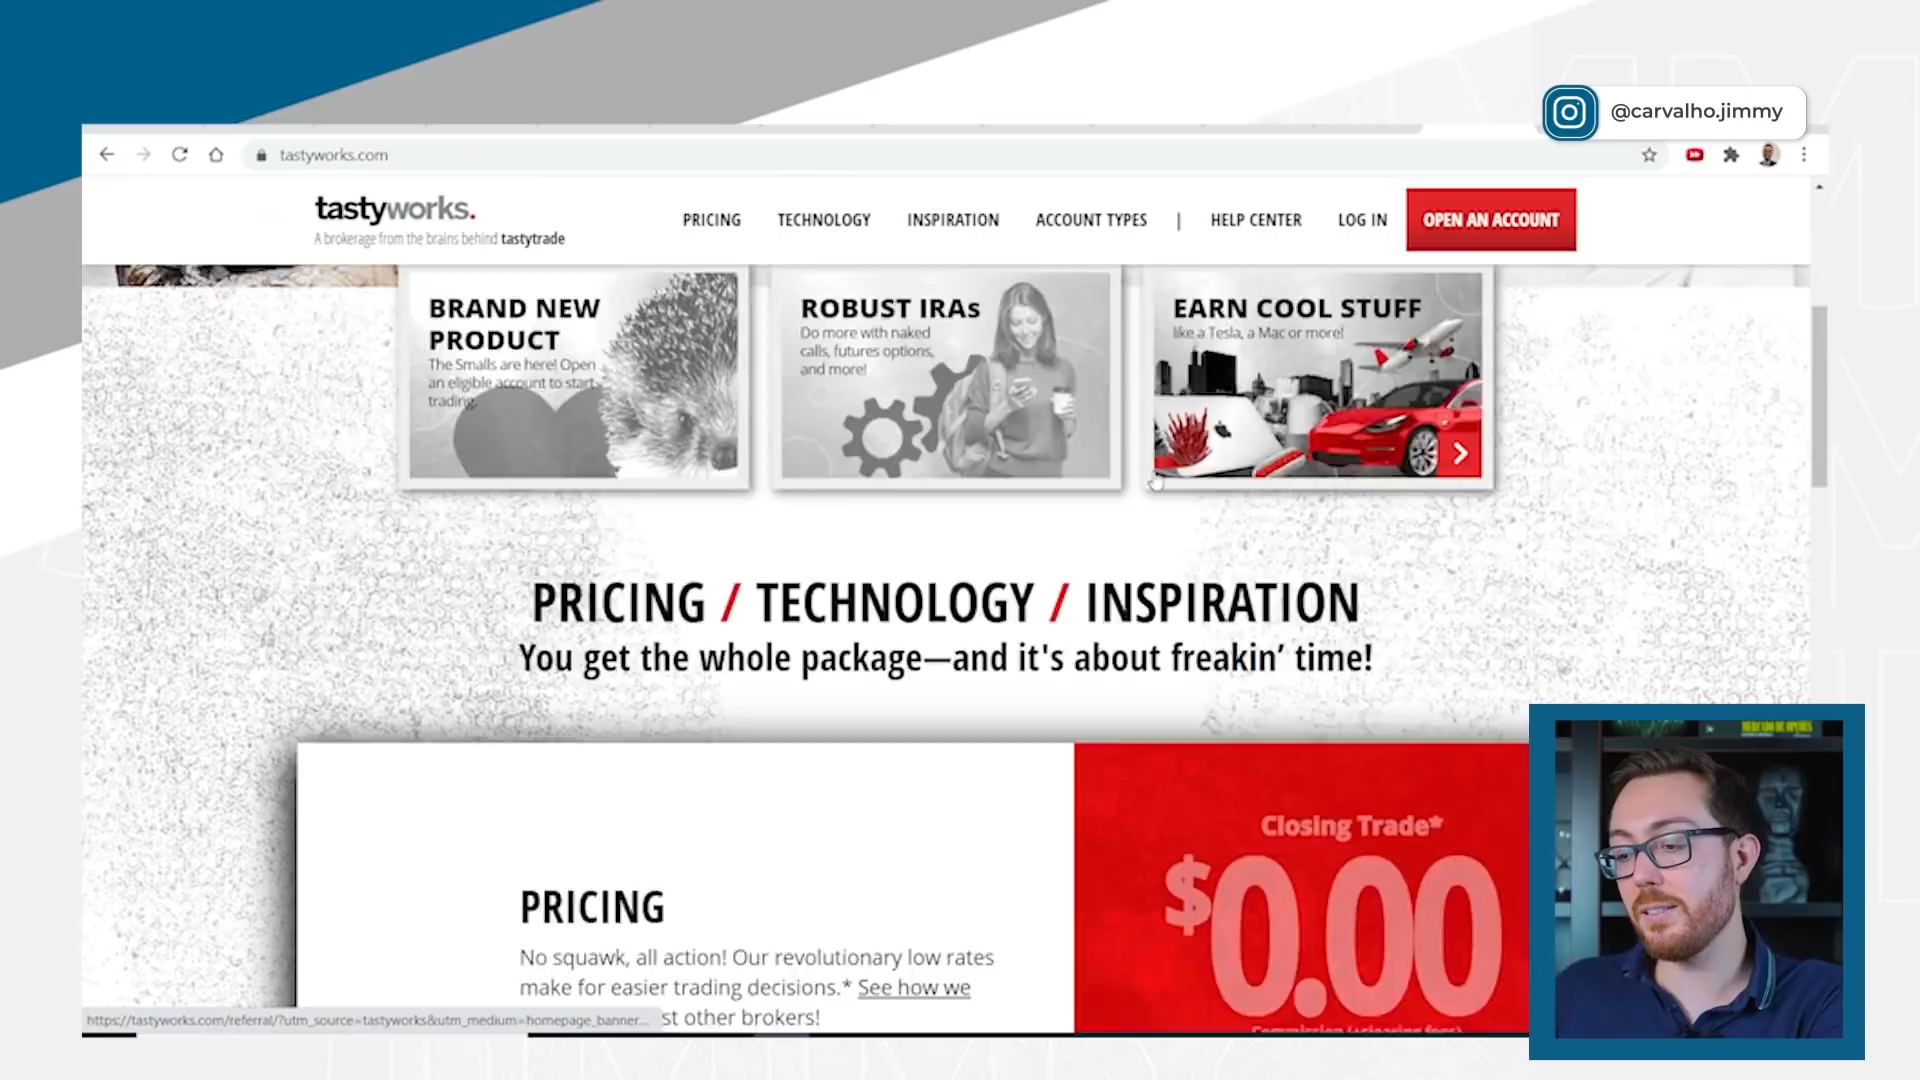 @carvalho.jimmy
tastyworks.com
tastyworks.
A brokerage from the brains behind tastytrade
PRICING TECHNOLOGY INSPIRATION ACCOUNT TYPES | HELP CENTER LOG IN OPEN AN ACCOUNT
BRAND NEW
PRODUCT
The Smalls are here! Open
an eligible account to start
trading.
ROBUST IRAs
Do more with naked
calls, futures options,
and more!
EARN COOL STUFF
like a Tesla, a Mac or more!
PRICING / TECHNOLOGY / INSPIRATION
You get the whole package—and it's about freakin’ time!
PRICING
No squawk, all action! Our revolutionary low rates
make for easier trading decisions.* See how we
st other brokers!
Closing Trade*
$0.00
https://tastyworks.com/referral/?utm_source=tastyworks&utm_medium=homepage_banner...
MERCADO DE OPÇÕES